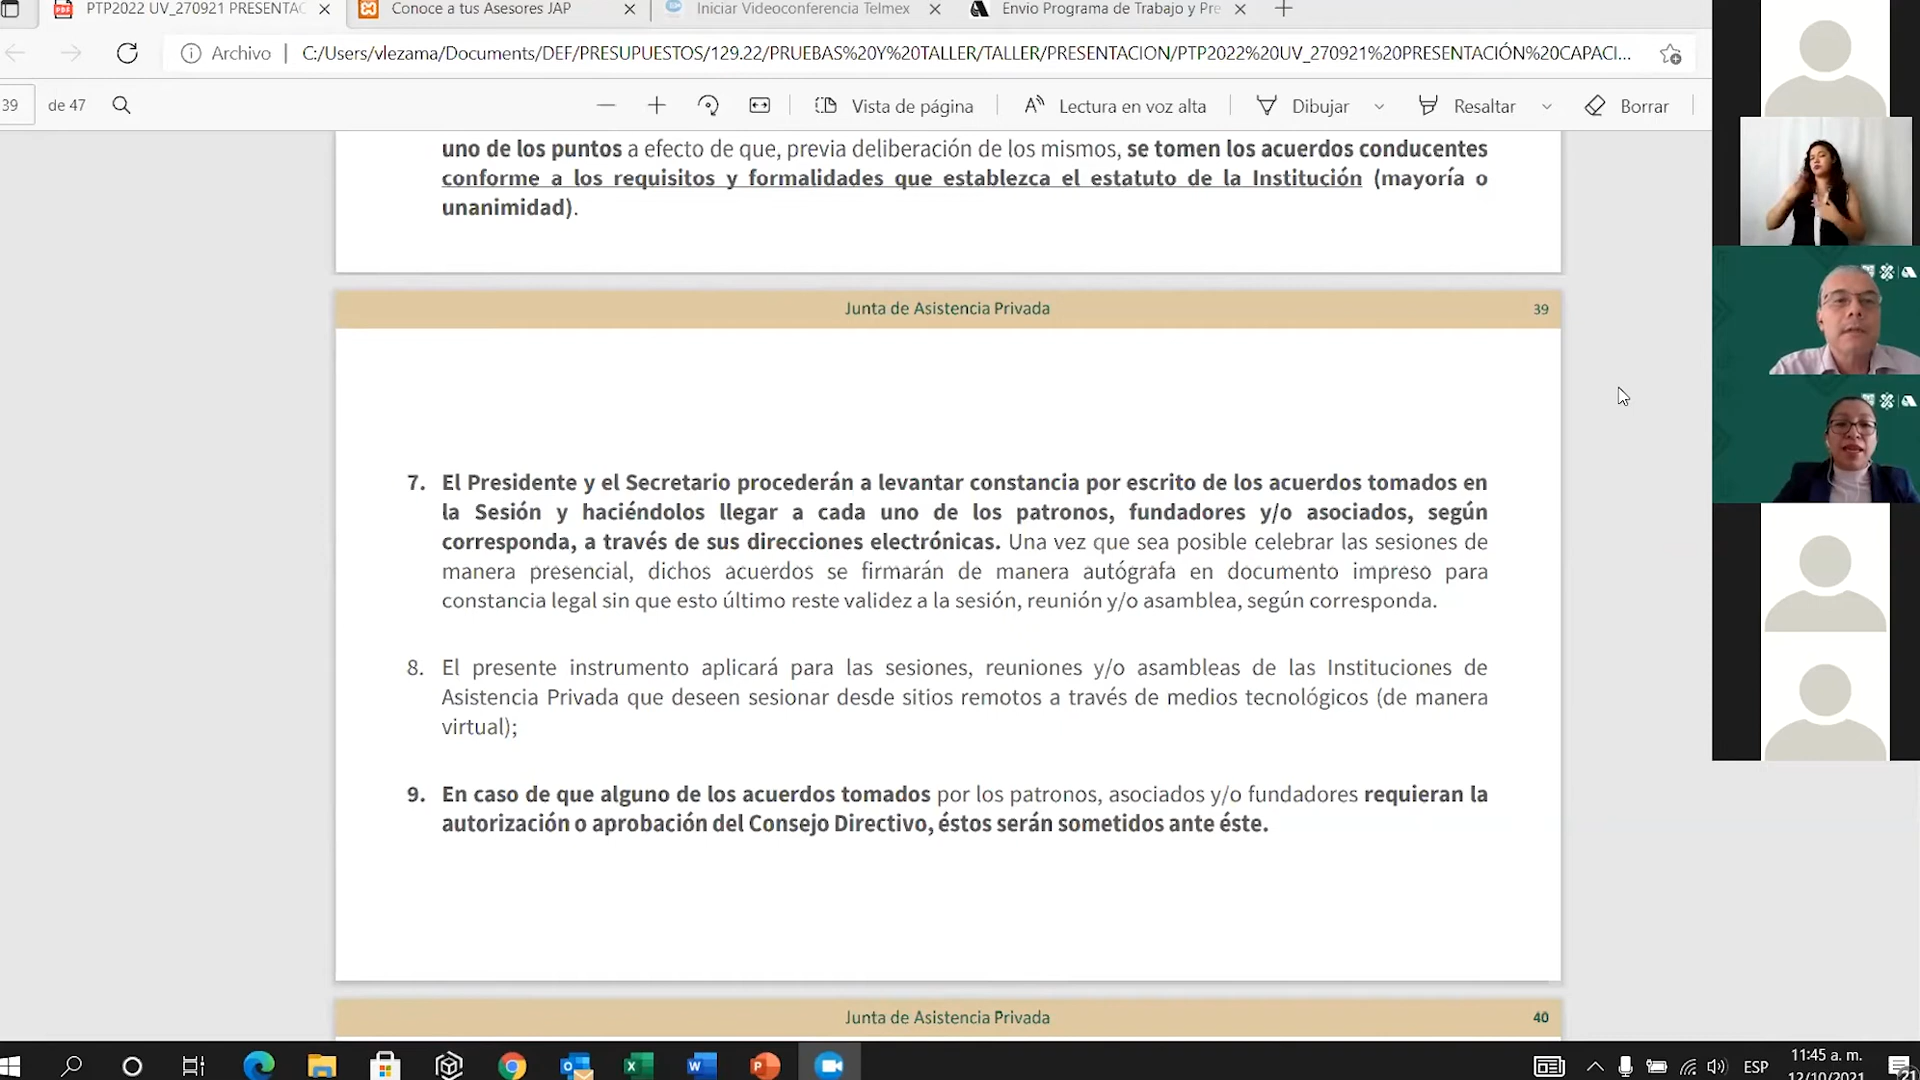 PTP2022 UV_270921 PRESENTAC
Conoce a tus Asesores JAP
Iniciar Videoconferencia Telmex
Envio Programa de Trabajo y Pre
Archivo
C:/Users/vlezama/Documents/DEF/PRESUPUESTOS/129.22/PRUEBAS%20Y%20TALLER/TALLER/PRESENTACION/PTP2022%20UV_270921%20PRESENTACIÓN%20CAPACI...
39 de 47
Vista de página
Lectura en voz alta
Dibujar
Resaltar
Borrar
uno de los puntos a efecto de que, previa deliberación de los mismos, se tomen los acuerdos conducentes
conforme a los requisitos y formalidades que establezca el estatuto de la Institución (mayoría o
unanimidad).
Junta de Asistencia Privada 39
7. El Presidente y el Secretario procederán a levantar constancia por escrito de los acuerdos tomados en
la Sesión y haciéndolos llegar a cada uno de los patronos, fundadores y/o asociados, según
corresponda, a través de sus direcciones electrónicas. Una vez que sea posible celebrar las sesiones de
manera presencial, dichos acuerdos se firmarán de manera autógrafa en documento impreso para
constancia legal sin que esto último reste validez a la sesión, reunión y/o asamblea, según corresponda.
8. El presente instrumento aplicará para las sesiones, reuniones y/o asambleas de las Instituciones de
Asistencia Privada que deseen sesionar desde sitios remotos a través de medios tecnológicos (de manera
virtual);
9. En caso de que alguno de los acuerdos tomados por los patronos, asociados y/o fundadores requieran la
autorización o aprobación del Consejo Directivo, éstos serán sometidos ante éste.
Junta de Asistencia Privada 40
ESP
11:45 a. m.
12/10/2021
21